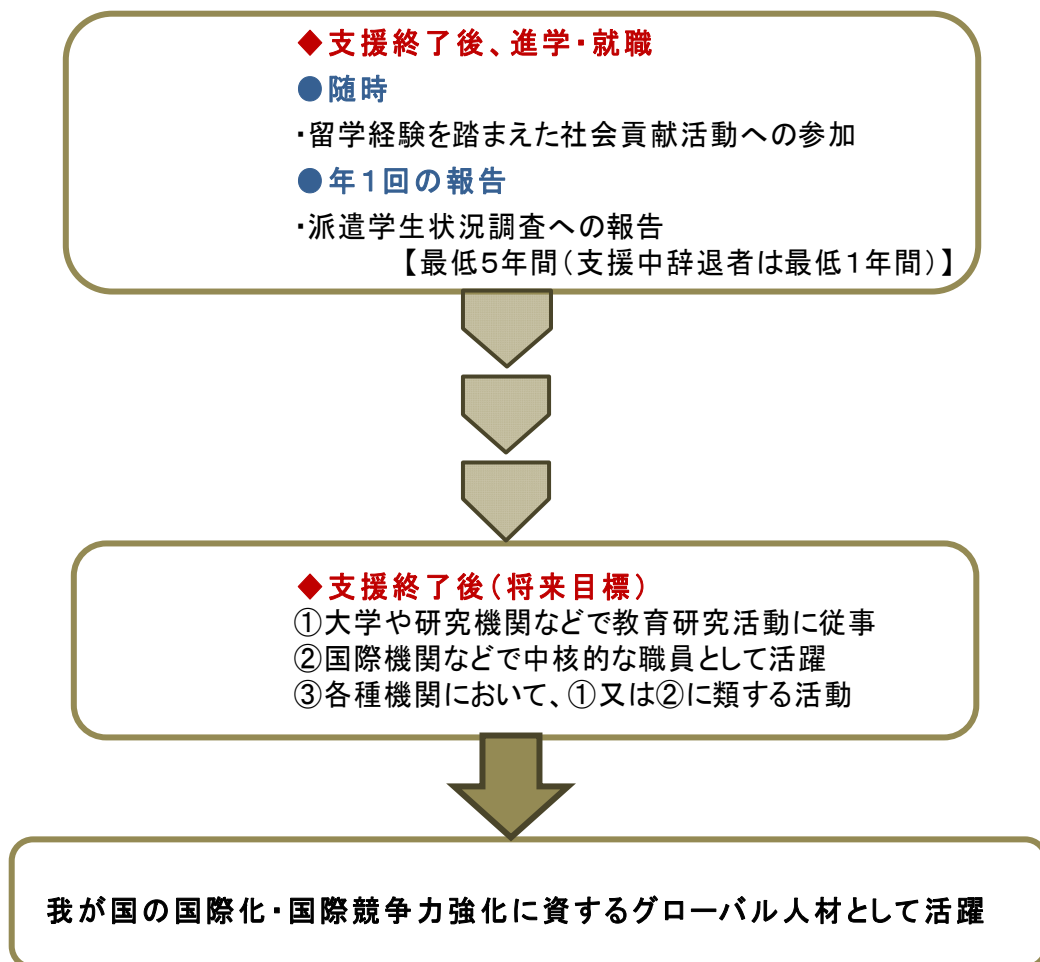 ◆支援終了後、進学・就職
●随時
・留学経験を踏まえた社会貢献活動への参加
●年1回の報告
・派遣学生状況調査への報告
【最低5年間(支援中辞退者は最低1年間)】
◆支援終了後(将来目標)
①大学や研究機関などで教育研究活動に従事
②国際機関などで中核的な職員として活躍
③各種機関において、①又は②に類する活動
我が国の国際化・国際競争力強化に資するグローバル人材として活躍